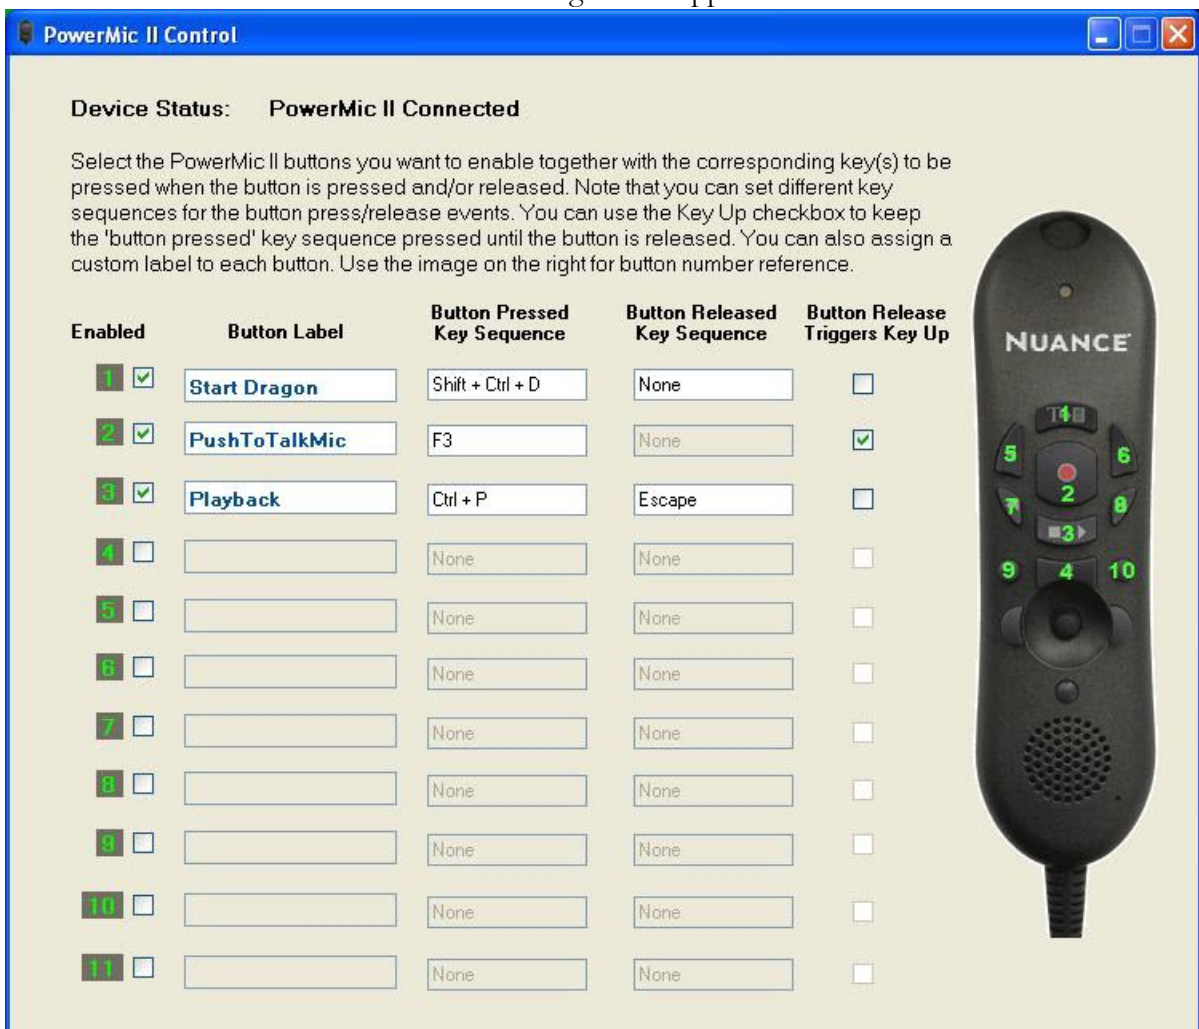 PowerMic II Control
Device Status: PowerMic II Connected
Select the PowerMic II buttons you want to enable together with the corresponding key(s) to be
pressed when the button is pressed and/or released. Note that you can set different key
sequences for the button press/release events. You can use the Key Up checkbox to keep
the 'button pressed' key sequence pressed until the button is released. You can also assign a
custom label to each button. Use the image on the right for button number reference.
Enabled Button Label Button Pressed Key Sequence Button Released Key Sequence Button Release Triggers Key Up
1 Start Dragon Shift + Ctrl + D None
2 PushToTalkMic F3 None
3 Playback Ctrl + P Escape
4 None None
5 None None
6 None None
7 None None
8 None None
9 None None
10 None None
11 None None
NUANCE
1
5 6
2
7 8
3
9 4 10